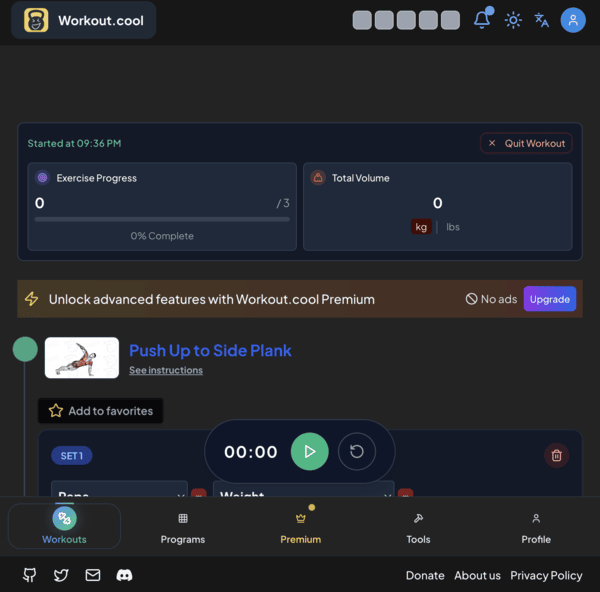 Workout.cool
Started at 09:36 PM
× Quit Workout
Exercise Progress
0 / 3
0% Complete
Total Volume
0
kg | lbs
Unlock advanced features with Workout.cool Premium
No ads
Upgrade
Push Up to Side Plank
See instructions
Add to favorites
00:00
SET 1
Reps
Weight
Workouts
Programs
Premium
Tools
Profile
Donate
About us
Privacy Policy